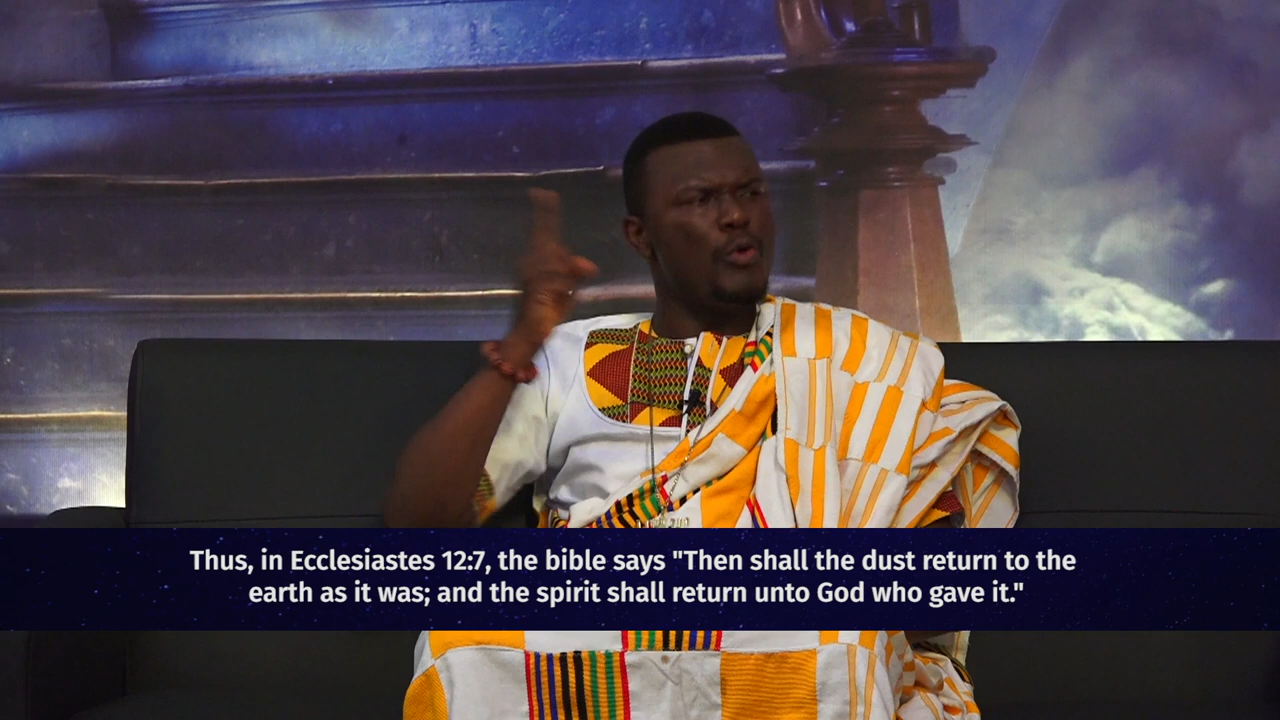 Thus, in Ecclesiastes 12:7, the bible says "Then shall the dust return to the
earth as it was; and the spirit shall return unto God who gave it."